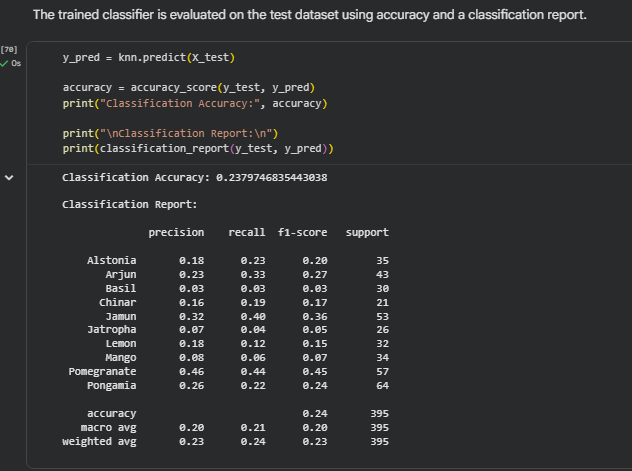 The trained classifier is evaluated on the test dataset using accuracy and a classification report.
[70]
0s
y_pred = knn.predict(X_test)
accuracy = accuracy_score(y_test, y_pred)
print("Classification Accuracy:", accuracy)
print("\nClassification Report:\n")
print(classification_report(y_test, y_pred))
Classification Accuracy: 0.2379746835443038
Classification Report:
precision recall f1-score support
Alstonia 0.18 0.23 0.20 35
Arjun 0.23 0.33 0.27 43
Basil 0.03 0.03 0.03 30
Chinar 0.16 0.19 0.17 21
Jamun 0.32 0.40 0.36 53
Jatropha 0.07 0.04 0.05 26
Lemon 0.18 0.12 0.15 32
Mango 0.08 0.06 0.07 34
Pomegranate 0.46 0.44 0.45 57
Pongamia 0.26 0.22 0.24 64
accuracy 0.24 395
macro avg 0.20 0.21 0.20 395
weighted avg 0.23 0.24 0.23 395